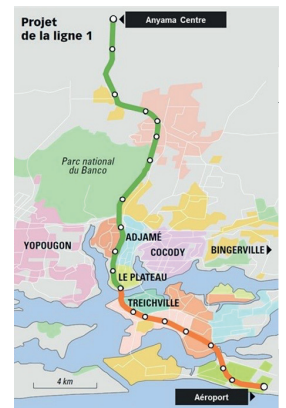 Projet
de la ligne 1
Anyama Centre
Parc national
du Banco
ADJAMÉ
YOPOUGON
COCODY
BINGERVILLE
LE PLATEAU
TREICHVILLE
4 km
Aéroport